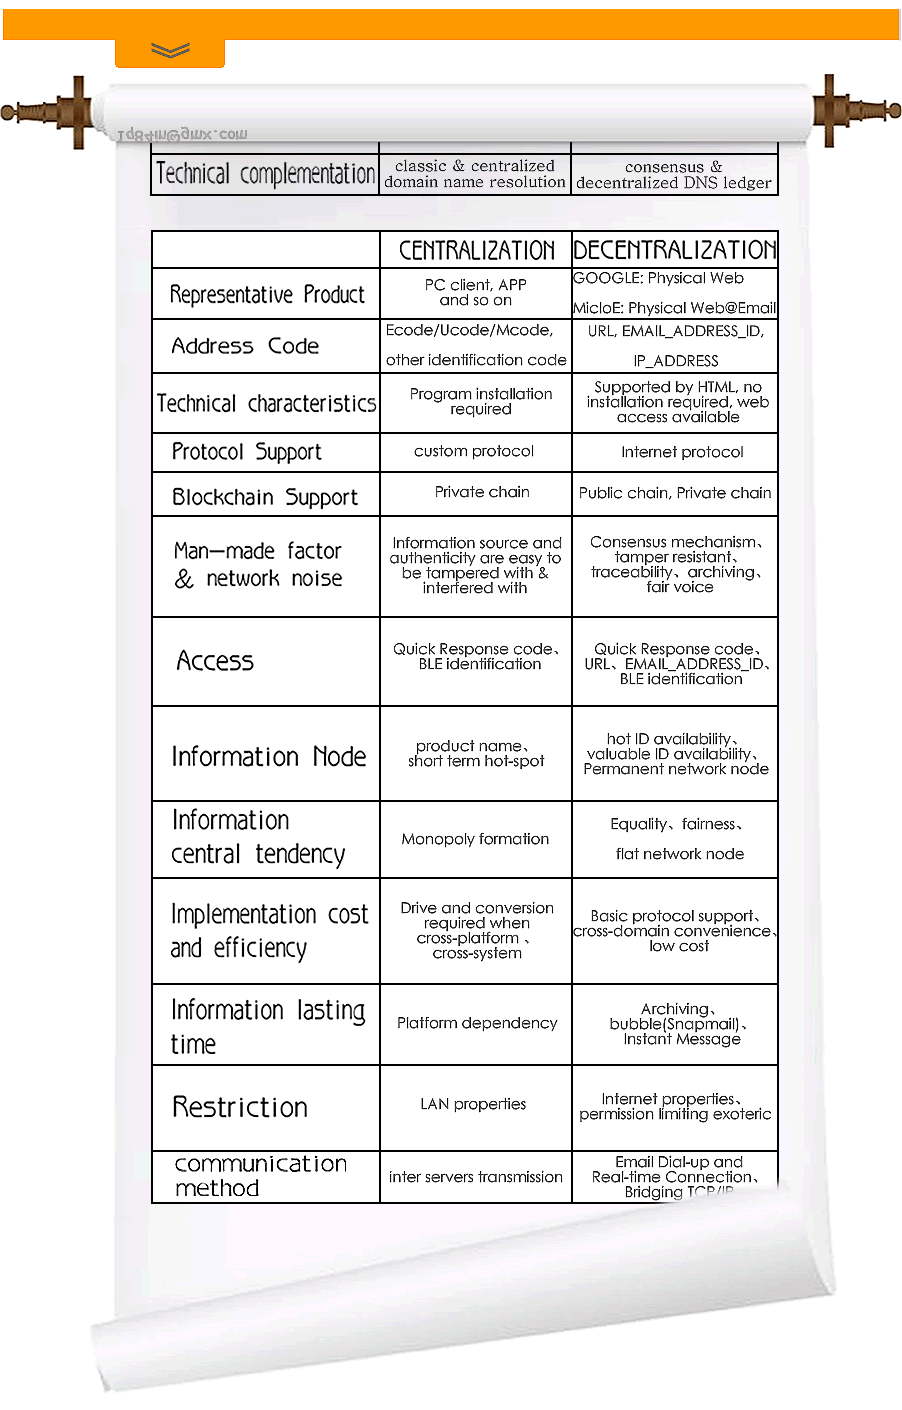 1q84in@gmx.com
Technical complementation
classic & centralized
domain name resolution
consensus &
decentralized DNS ledger
CENTRALIZATION
DECENTRALIZATION
Representative Product
PC client, APP
and so on
GOOGLE: Physical Web
MicloE: Physical Web@Email
Address Code
Ecode/Ucode/Mcode,
other identification code
URL, EMAIL_ADDRESS_ID,
IP_ADDRESS
Technical characteristics
Program installation
required
Supported by HTML, no
installation required, web
access available
Protocol Support
custom protocol
Internet protocol
Blockchain Support
Private chain
Public chain, Private chain
Man-made factor
& network noise
Information source and
authenticity are easy to
be tampered with &
interfered with
Consensus mechanism、
tamper resistant、
traceability、archiving、
fair voice
Access
Quick Response code、
BLE identification
Quick Response code、
URL、EMAIL_ADDRESS_ID、
BLE identification
Information Node
product name、
short term hot-spot
hot ID availability、
valuable ID availability、
Permanent network node
Information
central tendency
Monopoly formation
Equality、fairness、
flat network node
Implementation cost
and efficiency
Drive and conversion
required when
cross-platform 、
cross-system
Basic protocol support、
cross-domain convenience、
low cost
Information lasting
time
Platform dependency
Archiving、
bubble(Snapmail)、
Instant Message
Restriction
LAN properties
Internet properties、
permission limiting exoteric
communication
method
inter servers transmission
Email Dial-up and
Real-time Connection、
Bridging TCP/IP